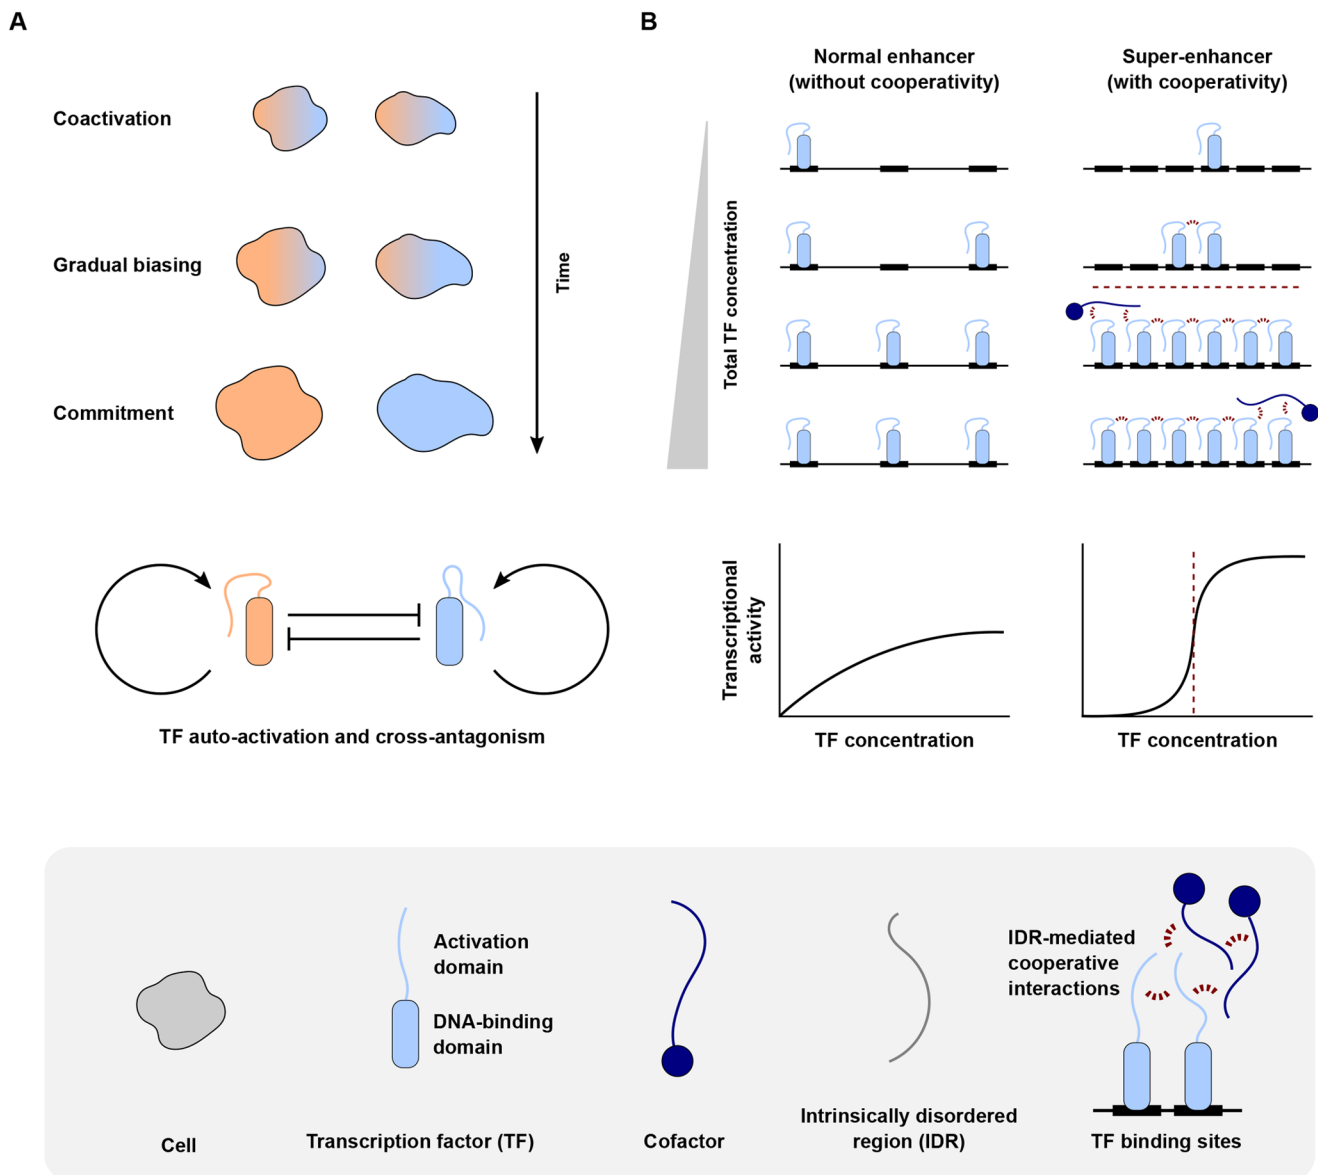 A
Coactivation
Gradual biasing
Commitment
Time
TF auto-activation and cross-antagonism
B
Normal enhancer
(without cooperativity)
Super-enhancer
(with cooperativity)
Total TF concentration
Transcriptional
activity
TF concentration
TF concentration
Cell
Activation
domain
DNA-binding
domain
Transcription factor (TF)
Cofactor
Intrinsically disordered
region (IDR)
IDR-mediated
cooperative
interactions
TF binding sites